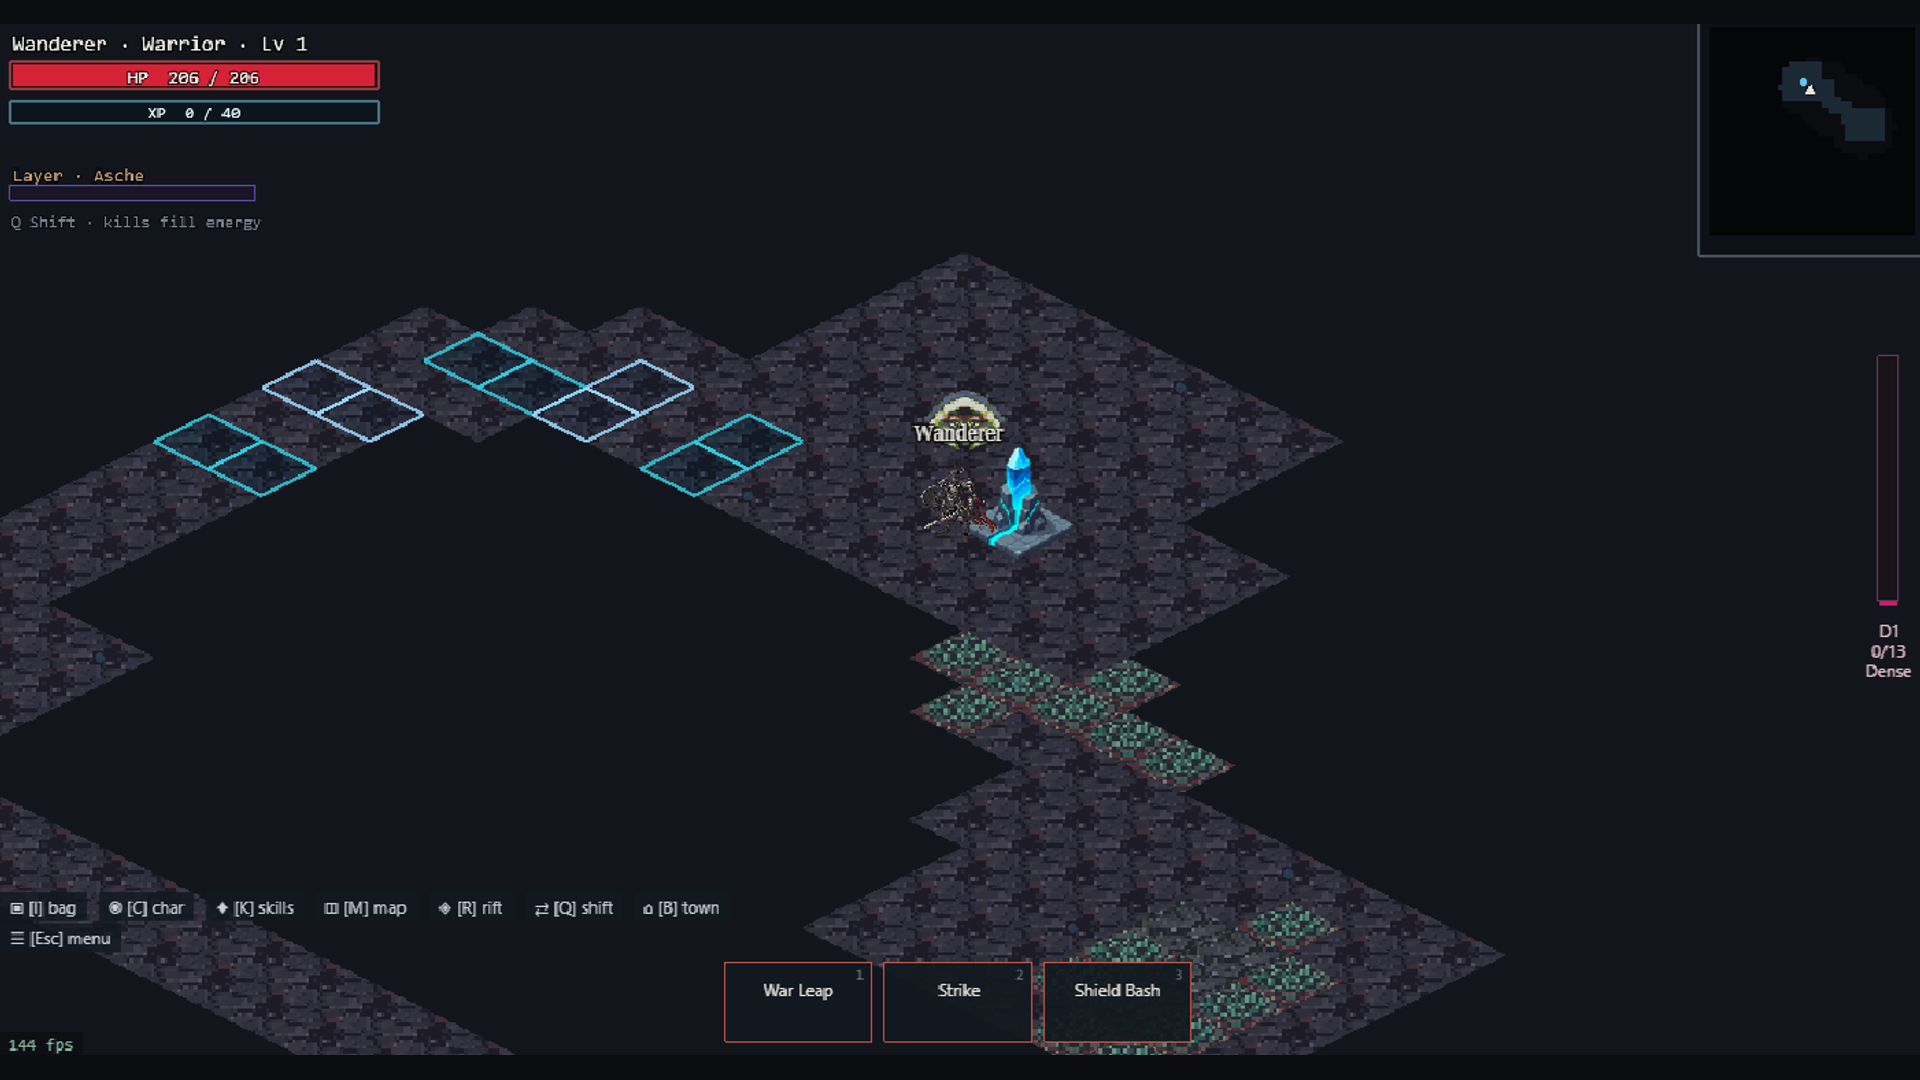 Wanderer · Warrior · Lv 1
HP 206 / 206
XP 0 / 40
Layer · Asche
Q Shift · kills fill energy
Wanderer
D1
0/13
Dense
[I] bag [C] char [K] skills [M] map [R] rift [Q] shift [B] town
[Esc] menu
1 2 3
War Leap Strike Shield Bash
144 fps